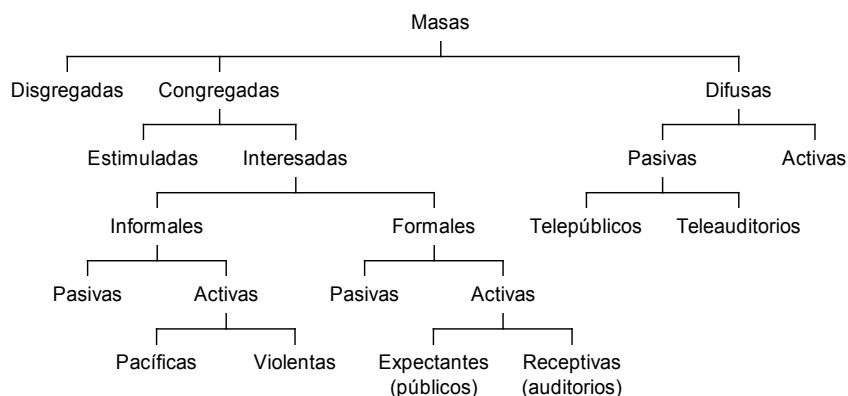 Masas
Disgregadas Congregadas Difusas
Estimuladas Interesadas Pasivas Activas
Informales Formales Telepúblicos Teleauditorios
Pasivas Activas Pasivas Activas
Pacíficas Violentas Expectantes Receptivas
(públicos) (auditorios)